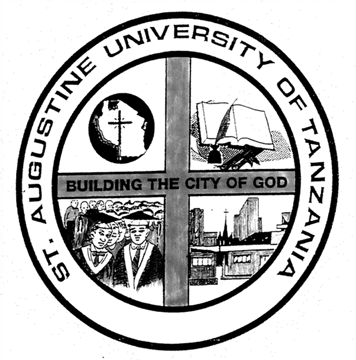 ST. AUGUSTINE UNIVERSITY OF TANZANIA
BUILDING THE CITY OF GOD